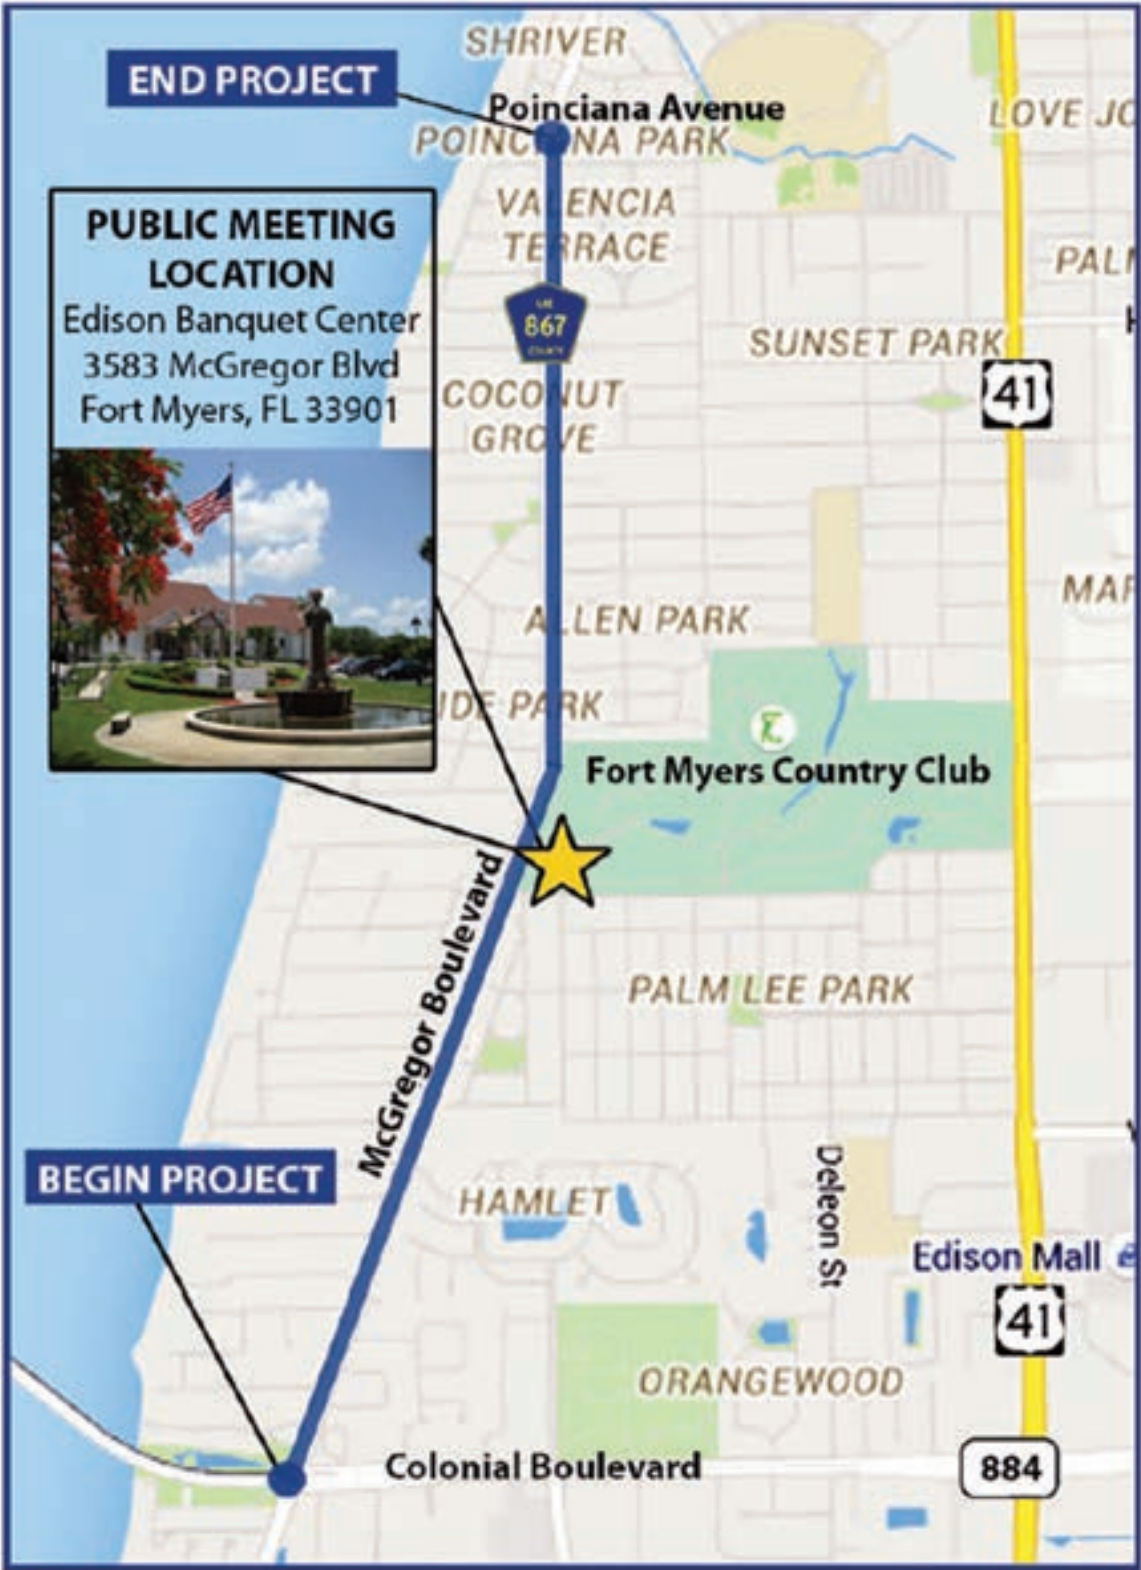 SHRIVER
END PROJECT
Poinciana Avenue
POINCIANA PARK
LOVE JO
VALENCIA
TERRACE
PUBLIC MEETING
LOCATION
Edison Banquet Center
3583 McGregor Blvd
Fort Myers, FL 33901
PALM
867
COUNTY
SUNSET PARK
41
COCONUT
GROVE
MAR
ALLEN PARK
IDE PARK
Fort Myers Country Club
McGregor Boulevard
PALM LEE PARK
BEGIN PROJECT
HAMLET
Deleon St
Edison Mall
41
ORANGEWOOD
Colonial Boulevard
884